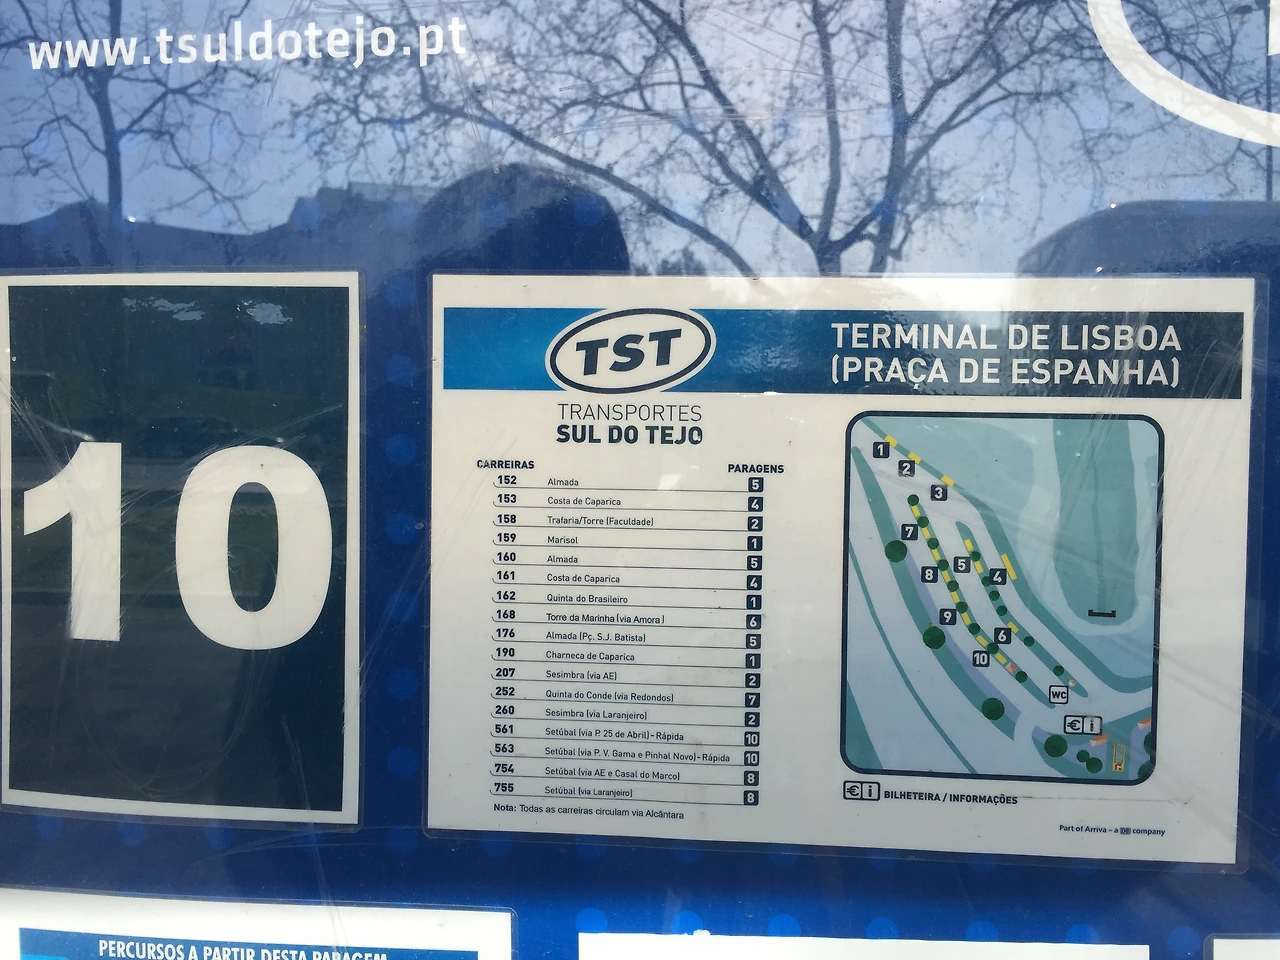 www.tsuldotejo.pt
10
TST
TRANSPORTES
SUL DO TEJO
TERMINAL DE LISBOA
(PRAÇA DE ESPANHA)
CARREIRAS PARAGENS
152 Almada 5
153 Costa de Caparica 4
158 Trafaria/Torre (Faculdade) 2
159 Marisol 1
160 Almada 5
161 Costa de Caparica 4
162 Quinta do Brasileiro 1
168 Torre da Marinha (via Amora) 6
176 Almada (Pç. S.J. Batista) 5
190 Charneca de Caparica 1
207 Sesimbra (via AE) 2
252 Quinta do Conde (via Redondos) 7
260 Sesimbra (via Laranjeiro) 2
561 Setúbal (via P. 25 de Abril) - Rápida 10
563 Setúbal (via P. V. Gama e Pinhal Novo) - Rápida 10
754 Setúbal (via AE e Casal do Marco) 8
755 Setúbal (via Laranjeiro) 8
Nota: Todas as carreiras circulam via Alcântara
1
2
3
7
5
4
8
9
6
10
WC
€ i
€ i BILHETEIRA / INFORMAÇÕES
Part of Arriva – a DB company
PERCURSOS A PARTIR DESTA PARAGEM